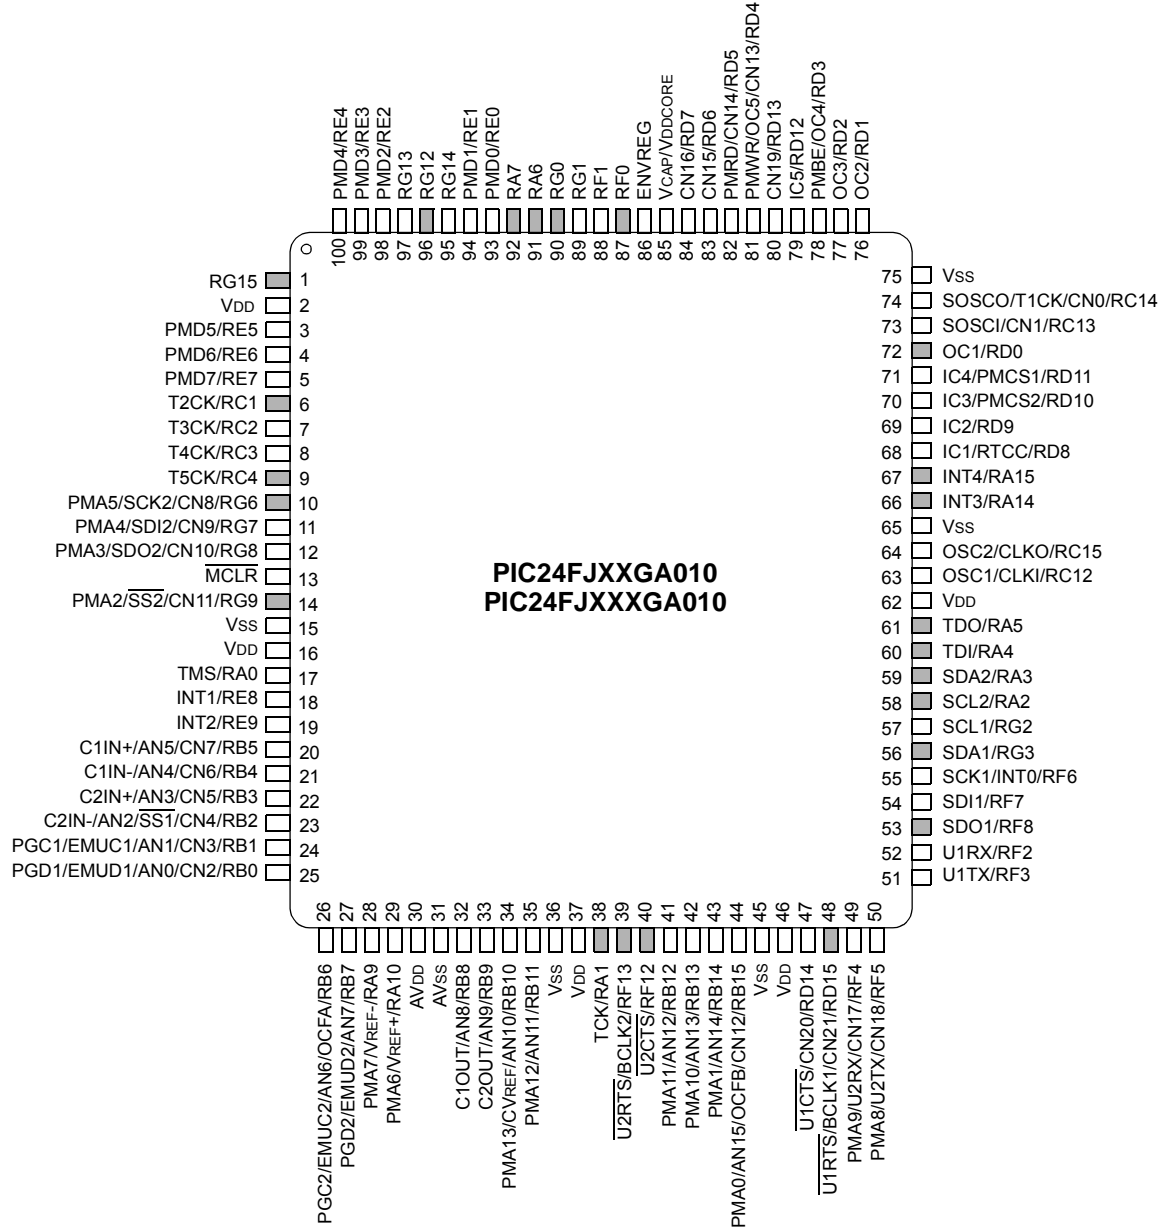 PMD4/RE4
PMD3/RE3
PMD2/RE2
RG13
RG12
RG14
PMD1/RE1
PMD0/RE0
RA7
RA6
RG0
RG1
RF1
RF0
ENVREG
VCAP/VDDCORE
CN16/RD7
CN15/RD6
PMRD/CN14/RD5
PMWR/OC5/CN13/RD4
CN19/RD13
IC5/RD12
PMBE/OC4/RD3
OC3/RD2
OC2/RD1
100
99
98
97
96
95
94
93
92
91
90
89
88
87
86
85
84
83
82
81
80
79
78
77
76
RG15 1
VDD 2
PMD5/RE5 3
PMD6/RE6 4
PMD7/RE7 5
T2CK/RC1 6
T3CK/RC2 7
T4CK/RC3 8
T5CK/RC4 9
PMA5/SCK2/CN8/RG6 10
PMA4/SDI2/CN9/RG7 11
PMA3/SDO2/CN10/RG8 12
MCLR 13
PMA2/SS2/CN11/RG9 14
VSS 15
VDD 16
TMS/RA0 17
INT1/RE8 18
INT2/RE9 19
C1IN+/AN5/CN7/RB5 20
C1IN-/AN4/CN6/RB4 21
C2IN+/AN3/CN5/RB3 22
C2IN-/AN2/SS1/CN4/RB2 23
PGC1/EMUC1/AN1/CN3/RB1 24
PGD1/EMUD1/AN0/CN2/RB0 25
PIC24FJXXGA010
PIC24FJXXXGA010
75 VSS
74 SOSCO/T1CK/CN0/RC14
73 SOSCI/CN1/RC13
72 OC1/RD0
71 IC4/PMCS1/RD11
70 IC3/PMCS2/RD10
69 IC2/RD9
68 IC1/RTCC/RD8
67 INT4/RA15
66 INT3/RA14
65 VSS
64 OSC2/CLKO/RC15
63 OSC1/CLKI/RC12
62 VDD
61 TDO/RA5
60 TDI/RA4
59 SDA2/RA3
58 SCL2/RA2
57 SCL1/RG2
56 SDA1/RG3
55 SCK1/INT0/RF6
54 SDI1/RF7
53 SDO1/RF8
52 U1RX/RF2
51 U1TX/RF3
26
27
28
29
30
31
32
33
34
35
36
37
38
39
40
41
42
43
44
45
46
47
48
49
50
PGC2/EMUC2/AN6/OCFA/RB6
PGD2/EMUD2/AN7/RB7
PMA7/VREF-/RA9
PMA6/VREF+/RA10
AVDD
AVSS
C1OUT/AN8/RB8
C2OUT/AN9/RB9
PMA13/CVREF/AN10/RB10
PMA12/AN11/RB11
VSS
VDD
TCK/RA1
U2RTS/BCLK2/RF13
U2CTS/RF12
PMA11/AN12/RB12
PMA10/AN13/RB13
PMA1/AN14/RB14
PMA0/AN15/OCFB/CN12/RB15
VSS
VDD
U1CTS/CN20/RD14
U1RTS/BCLK1/CN21/RD15
PMA9/U2RX/CN17/RF4
PMA8/U2TX/CN18/RF5